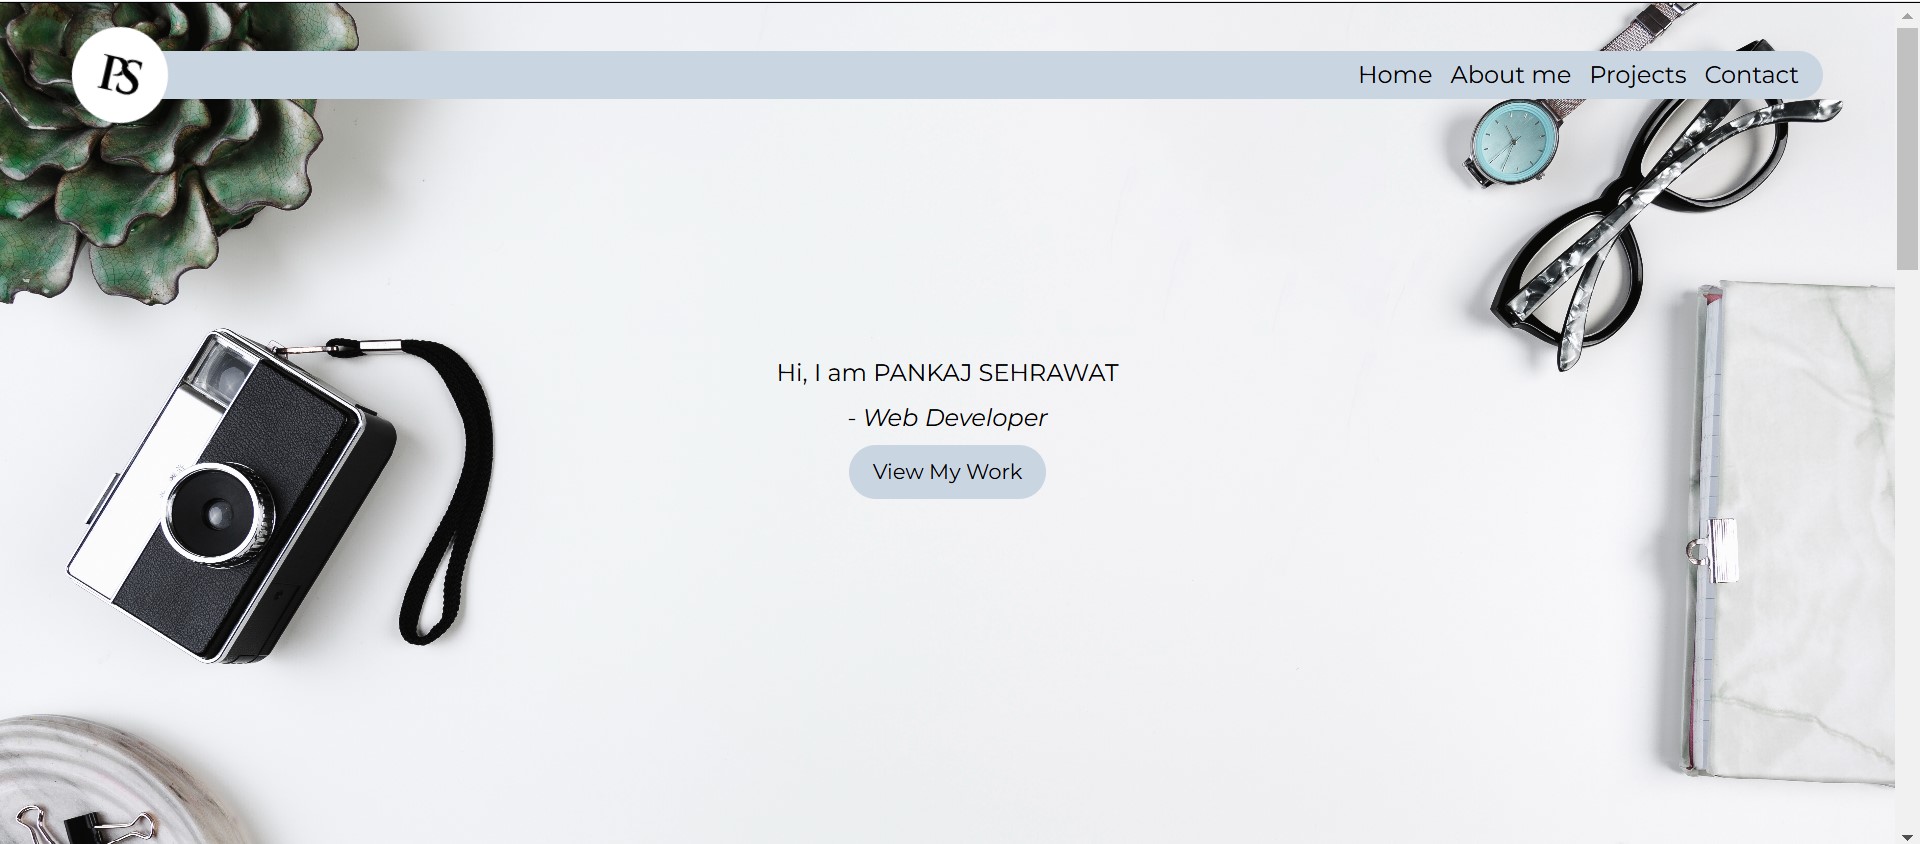 PS
Home About me Projects Contact
Hi, I am PANKAJ SEHRAWAT
- Web Developer
View My Work